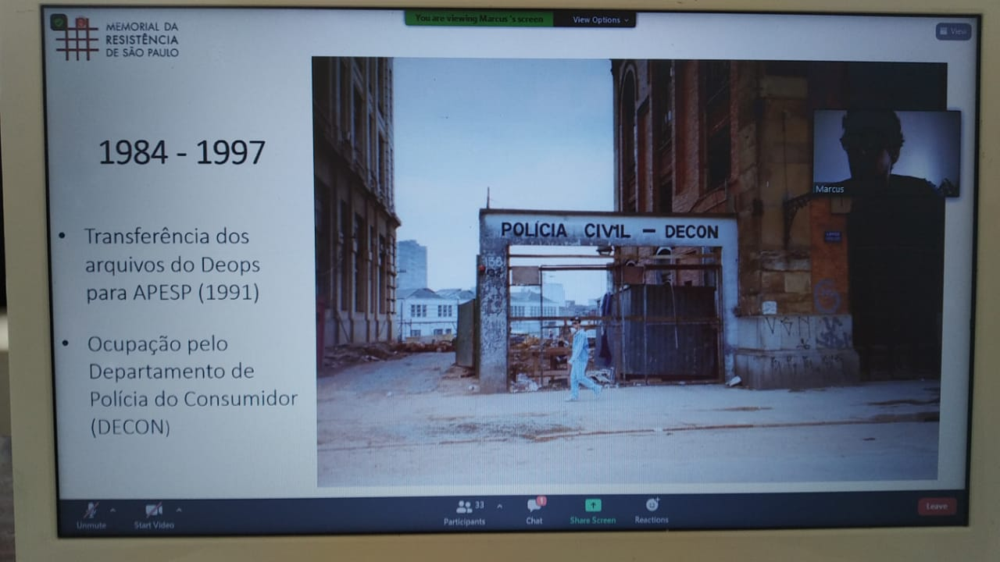 You are viewing Marcus 's screen
View Options
View
MEMORIAL DA
RESISTÊNCIA
DE SÃO PAULO
1984 - 1997
• Transferência dos
arquivos do Deops
para APESP (1991)
• Ocupação pelo
Departamento de
Polícia do Consumidor
(DECON)
POLÍCIA CIVIL — DECON
Marcus
Unmute
Start Video
33
Participants
1
Chat
Share Screen
Reactions
Leave